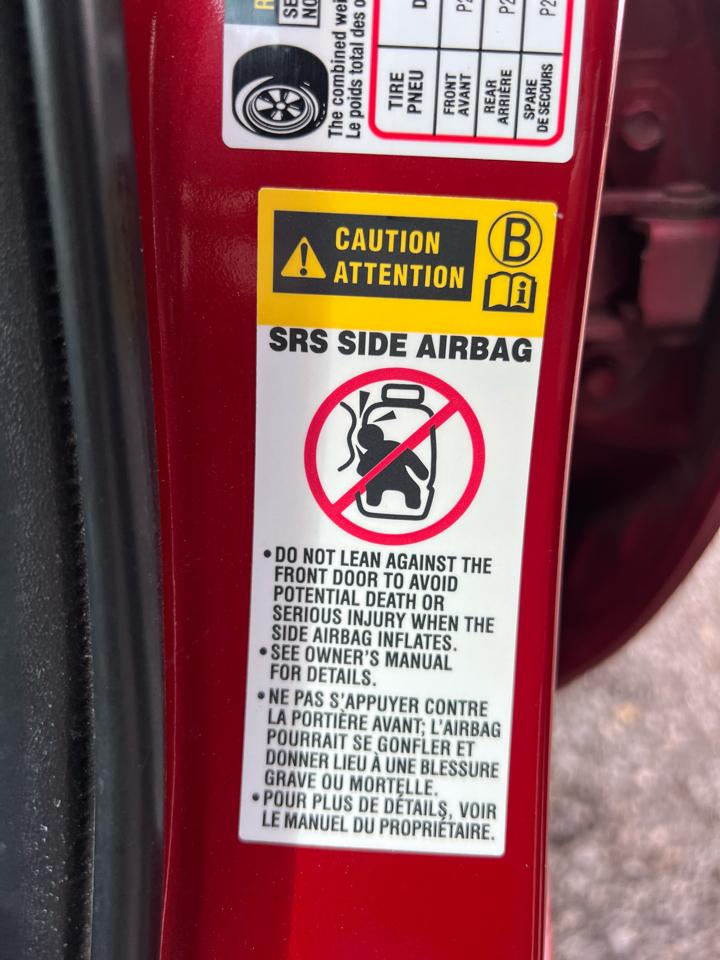 The combined wei
Le poids total des o
TIRE
PNEU
FRONT
AVANT
REAR
ARRIÈRE
SPARE
DE SECOURS
CAUTION
ATTENTION
B
SRS SIDE AIRBAG
• DO NOT LEAN AGAINST THE
FRONT DOOR TO AVOID
POTENTIAL DEATH OR
SERIOUS INJURY WHEN THE
SIDE AIRBAG INFLATES.
• SEE OWNER'S MANUAL
FOR DETAILS.
• NE PAS S'APPUYER CONTRE
LA PORTIÈRE AVANT; L'AIRBAG
POURRAIT SE GONFLER ET
DONNER LIEU À UNE BLESSURE
GRAVE OU MORTELLE.
• POUR PLUS DE DÉTAILS, VOIR
LE MANUEL DU PROPRIÉTAIRE.